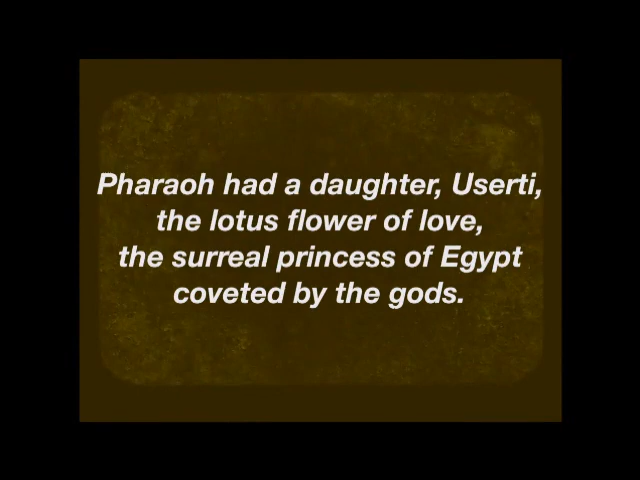 Pharaoh had a daughter, Userti,
the lotus flower of love,
the surreal princess of Egypt
coveted by the gods.